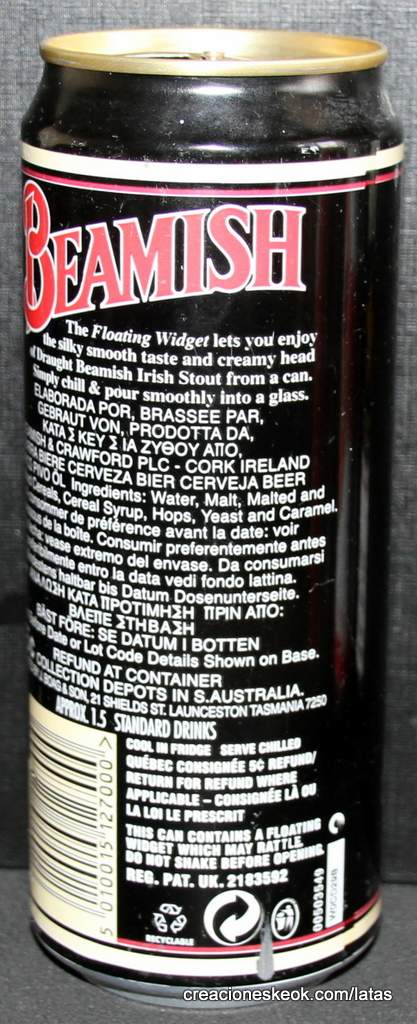 BEAMISH
The Floating Widget lets you enjoy
the silky smooth taste and creamy head
of Draught Beamish Irish Stout from a can.
Simply chill & pour smoothly into a glass.
ELABORADA POR, BRASSEE PAR,
GEBRAUT VON, PRODOTTA DA,
ΚΑΤΑΣΚΕΥΣΙΑ ΖΥΘΟΥ ΑΠΟ,
& CRAWFORD PLC - CORK IRELAND
BIERE CERVEZA BIER CERVEJA BEER
PIVO ÖL Ingredients: Water, Malt, Malted and
Cereals, Cereal Syrup, Hops, Yeast and Caramel.
de préférence avant la date: voir
de la boîte. Consumir preferentemente antes
vease extremo del envase. Da consumarsi
entro la data vedi fondo lattina.
haltbar bis Datum Dosenunterseite.
ΚΑΤΑ ΠΡΟΤΙΜΗΣΗ ΠΡΙΝ ΑΠΟ:
ΒΛΕΠΕ ΣΤΗ ΒΑΣΗ
BÄST FÖRE: SE DATUM I BOTTEN
Date or Lot Code Details Shown on Base.
REFUND AT CONTAINER
COLLECTION DEPOTS IN S.AUSTRALIA.
& SON, 21 SHIELDS ST. LAUNCESTON TASMANIA 7250
APPROX. 1.5 STANDARD DRINKS
COOL IN FRIDGE SERVE CHILLED
QUÉBEC CONSIGNÉE 5¢ REFUND/
RETURN FOR REFUND WHERE
APPLICABLE - CONSIGNÉE LÀ OU
LA LOI LE PRESCRIT
THIS CAN CONTAINS A FLOATING
WIDGET WHICH MAY RATTLE.
DO NOT SHAKE BEFORE OPENING.
REG. PAT. UK. 2183592
5 010015 127000 >
RECYCLABLE
00503549
creacioneskeok.com/latas